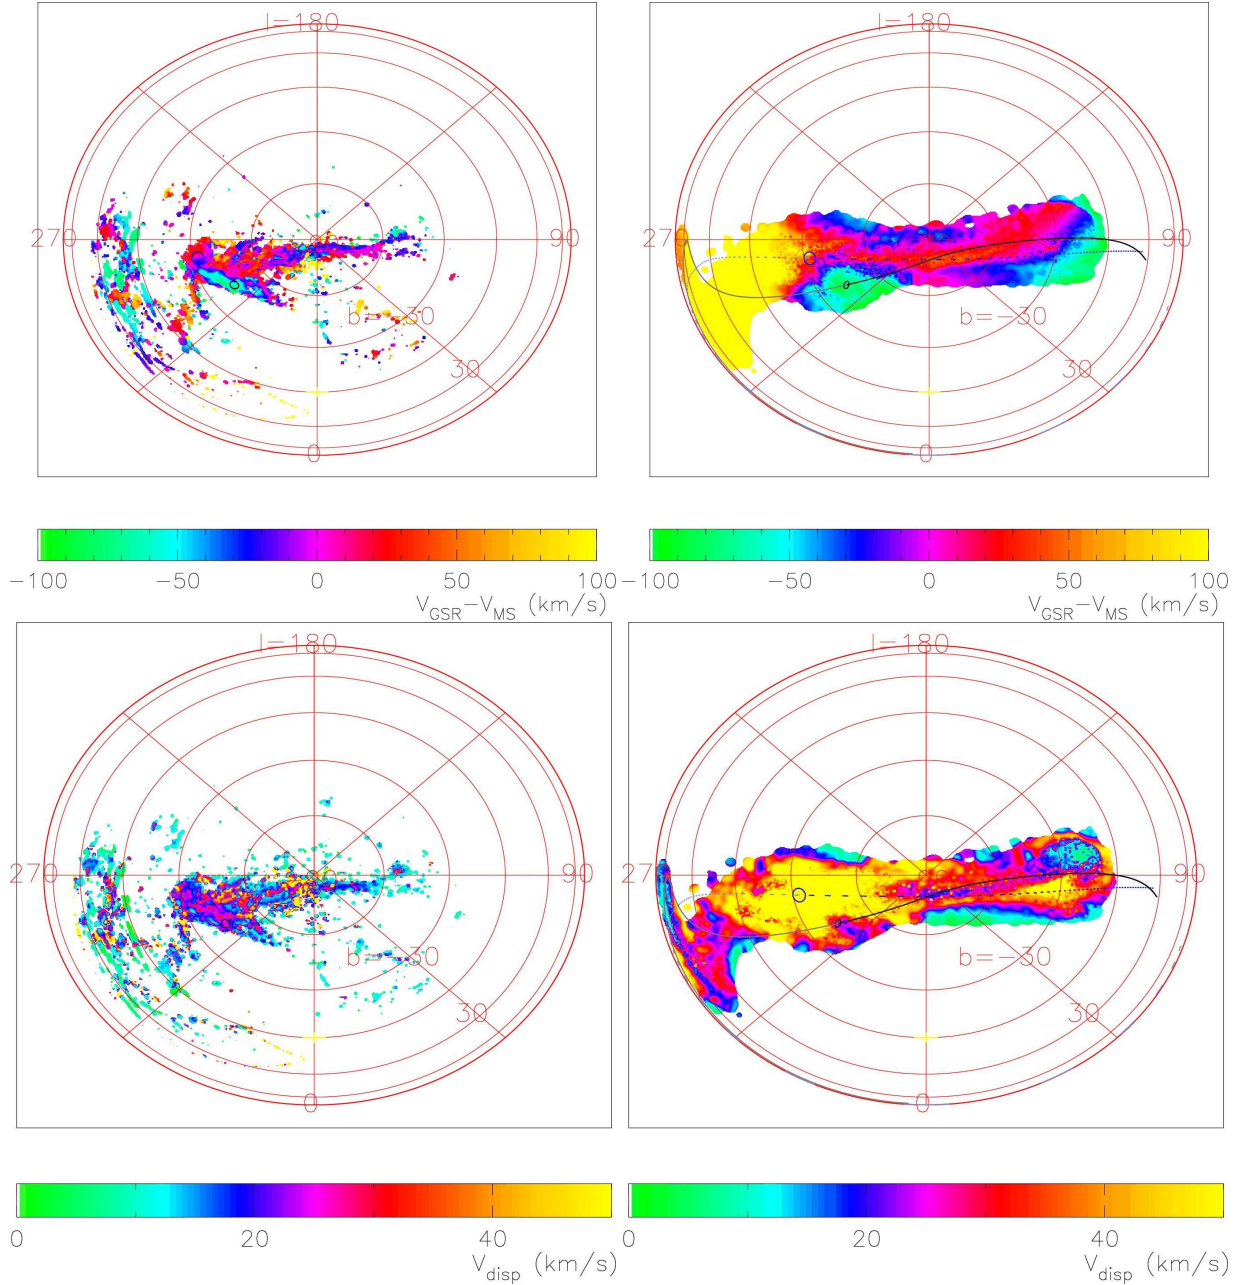 l=180 l=180
270 90 270 90
b=−30 b=−30
30 30
0 0
−100 −50 0 50 100 −100 −50 0 50 100
V_GSR−V_MS (km/s) V_GSR−V_MS (km/s)
l=180 l=180
270 90 270 90
b=−30 b=−30
30 30
0 0
0 20 40 0 20 40
V_disp (km/s) V_disp (km/s)